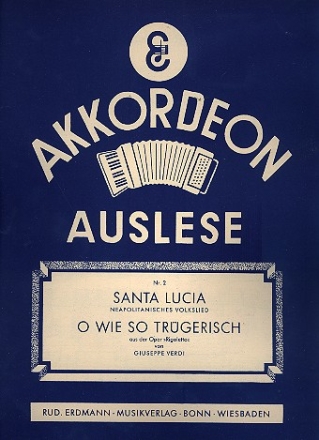 AKKORDEON
AUSLESE
Nr. 2
SANTA LUCIA
NEAPOLITANISCHES VOLKSLIED
O WIE SO TRÜGERISCH
aus der Oper »Rigoletto«
von
GIUSEPPE VERDI
RUD. ERDMANN · MUSIKVERLAG · BONN · WIESBADEN